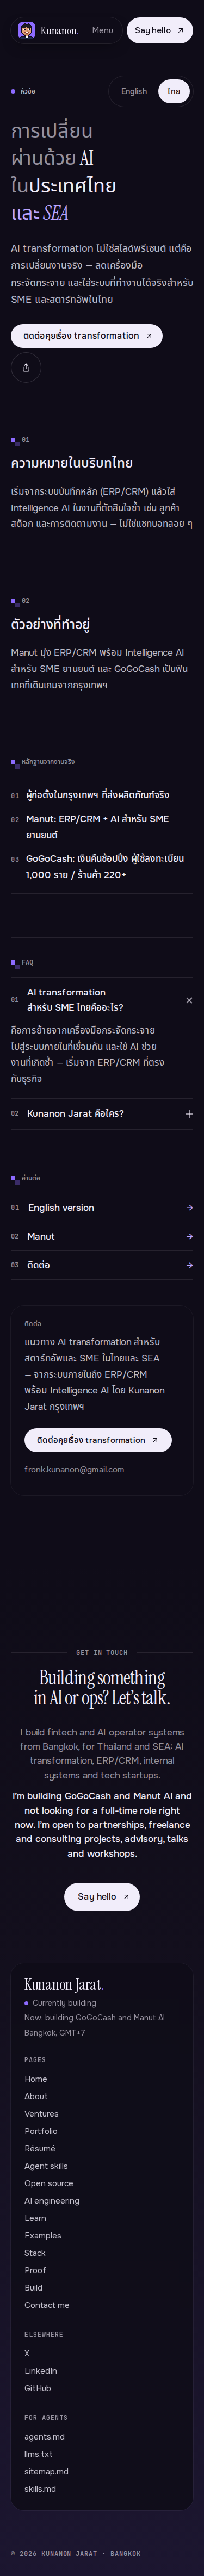 Kunanon.
Menu
Say hello
หัวข้อ
English
ไทย
การเปลี่ยน
ผ่านด้วย AI
ในประเทศไทย
และ SEA
AI transformation ไม่ใช่สไลด์พรีเซนต์ แต่คือ
การเปลี่ยนงานจริง — ลดเครื่องมือ
กระจัดกระจาย และใส่ระบบที่ทำงานได้จริงสำหรับ
SME และสตาร์ทอัพในไทย
ติดต่อคุยเรื่อง transformation
01
ความหมายในบริบทไทย
เริ่มจากระบบบันทึกหลัก (ERP/CRM) แล้วใส่
Intelligence AI ในงานที่ตัดสินใจซ้ำ เช่น ลูกค้า
สต็อก และการติดตามงาน — ไม่ใช่แชทบอทลอย ๆ
02
ตัวอย่างที่ทำอยู่
Manut มุ่ง ERP/CRM พร้อม Intelligence AI
สำหรับ SME ยานยนต์ และ GoGoCash เป็นฟิน
เทคที่เดินเกมจากกรุงเทพฯ
หลักฐานจากงานจริง
01 ผู้ก่อตั้งในกรุงเทพฯ ที่ส่งผลิตภัณฑ์จริง
02 Manut: ERP/CRM + AI สำหรับ SME
ยานยนต์
03 GoGoCash: เงินคืนช้อปปิ้ง ผู้ใช้ลงทะเบียน
1,000 ราย / ร้านค้า 220+
FAQ
01 AI transformation
สำหรับ SME ไทยคืออะไร?
คือการย้ายจากเครื่องมือกระจัดกระจาย
ไปสู่ระบบภายในที่เชื่อมกัน และใช้ AI ช่วย
งานที่เกิดซ้ำ — เริ่มจาก ERP/CRM ที่ตรง
กับธุรกิจ
02 Kunanon Jarat คือใคร?
อ่านต่อ
01 English version
02 Manut
03 ติดต่อ
ติดต่อ
แนวทาง AI transformation สำหรับ
สตาร์ทอัพและ SME ในไทยและ SEA
— จากระบบภายในถึง ERP/CRM
พร้อม Intelligence AI โดย Kunanon
Jarat กรุงเทพฯ
ติดต่อคุยเรื่อง transformation
fronk.kunanon@gmail.com
GET IN TOUCH
Building something
in AI or ops? Let's talk.
I build fintech and AI operator systems
from Bangkok, for Thailand and SEA: AI
transformation, ERP/CRM, internal
systems and tech startups.
I'm building GoGoCash and Manut AI and
not looking for a full-time role right
now. I'm open to partnerships, freelance
and consulting projects, advisory, talks
and workshops.
Say hello
Kunanon Jarat.
Currently building
Now: building GoGoCash and Manut AI
Bangkok, GMT+7
PAGES
Home
About
Ventures
Portfolio
Résumé
Agent skills
Open source
AI engineering
Learn
Examples
Stack
Proof
Build
Contact me
ELSEWHERE
X
LinkedIn
GitHub
FOR AGENTS
agents.md
llms.txt
sitemap.md
skills.md
© 2026 KUNANON JARAT · BANGKOK